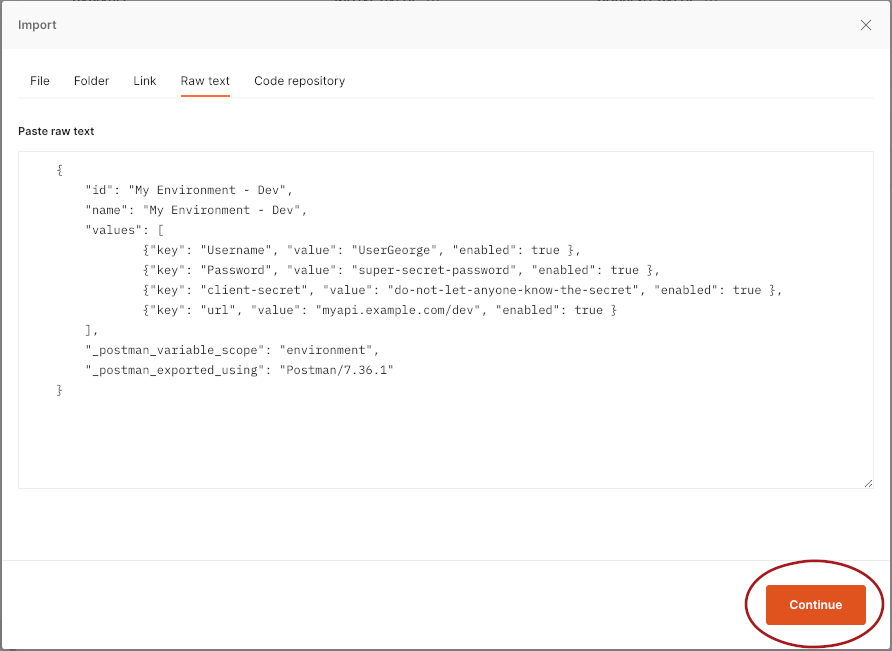 Import
File Folder Link Raw text Code repository
Paste raw text
{
"id": "My Environment - Dev",
"name": "My Environment - Dev",
"values": [
{"key": "Username", "value": "UserGeorge", "enabled": true },
{"key": "Password", "value": "super-secret-password", "enabled": true },
{"key": "client-secret", "value": "do-not-let-anyone-know-the-secret", "enabled": true },
{"key": "url", "value": "myapi.example.com/dev", "enabled": true }
],
"_postman_variable_scope": "environment",
"_postman_exported_using": "Postman/7.36.1"
}
Continue